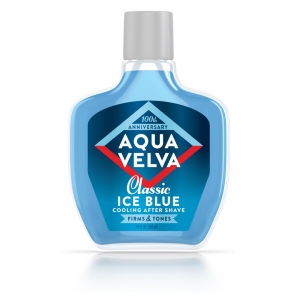 100th
ANNIVERSARY
AQUA
VELVA
Classic
ICE BLUE
COOLING AFTER SHAVE
FIRMS & TONES